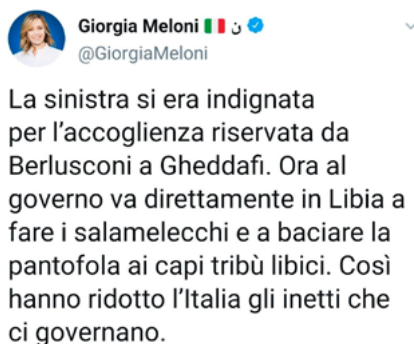 Giorgia Meloni 🇮🇹 ن
@GiorgiaMeloni
La sinistra si era indignata
per l’accoglienza riservata da
Berlusconi a Gheddafi. Ora al
governo va direttamente in Libia a
fare i salamelecchi e a baciare la
pantofola ai capi tribù libici. Così
hanno ridotto l’Italia gli inetti che
ci governano.